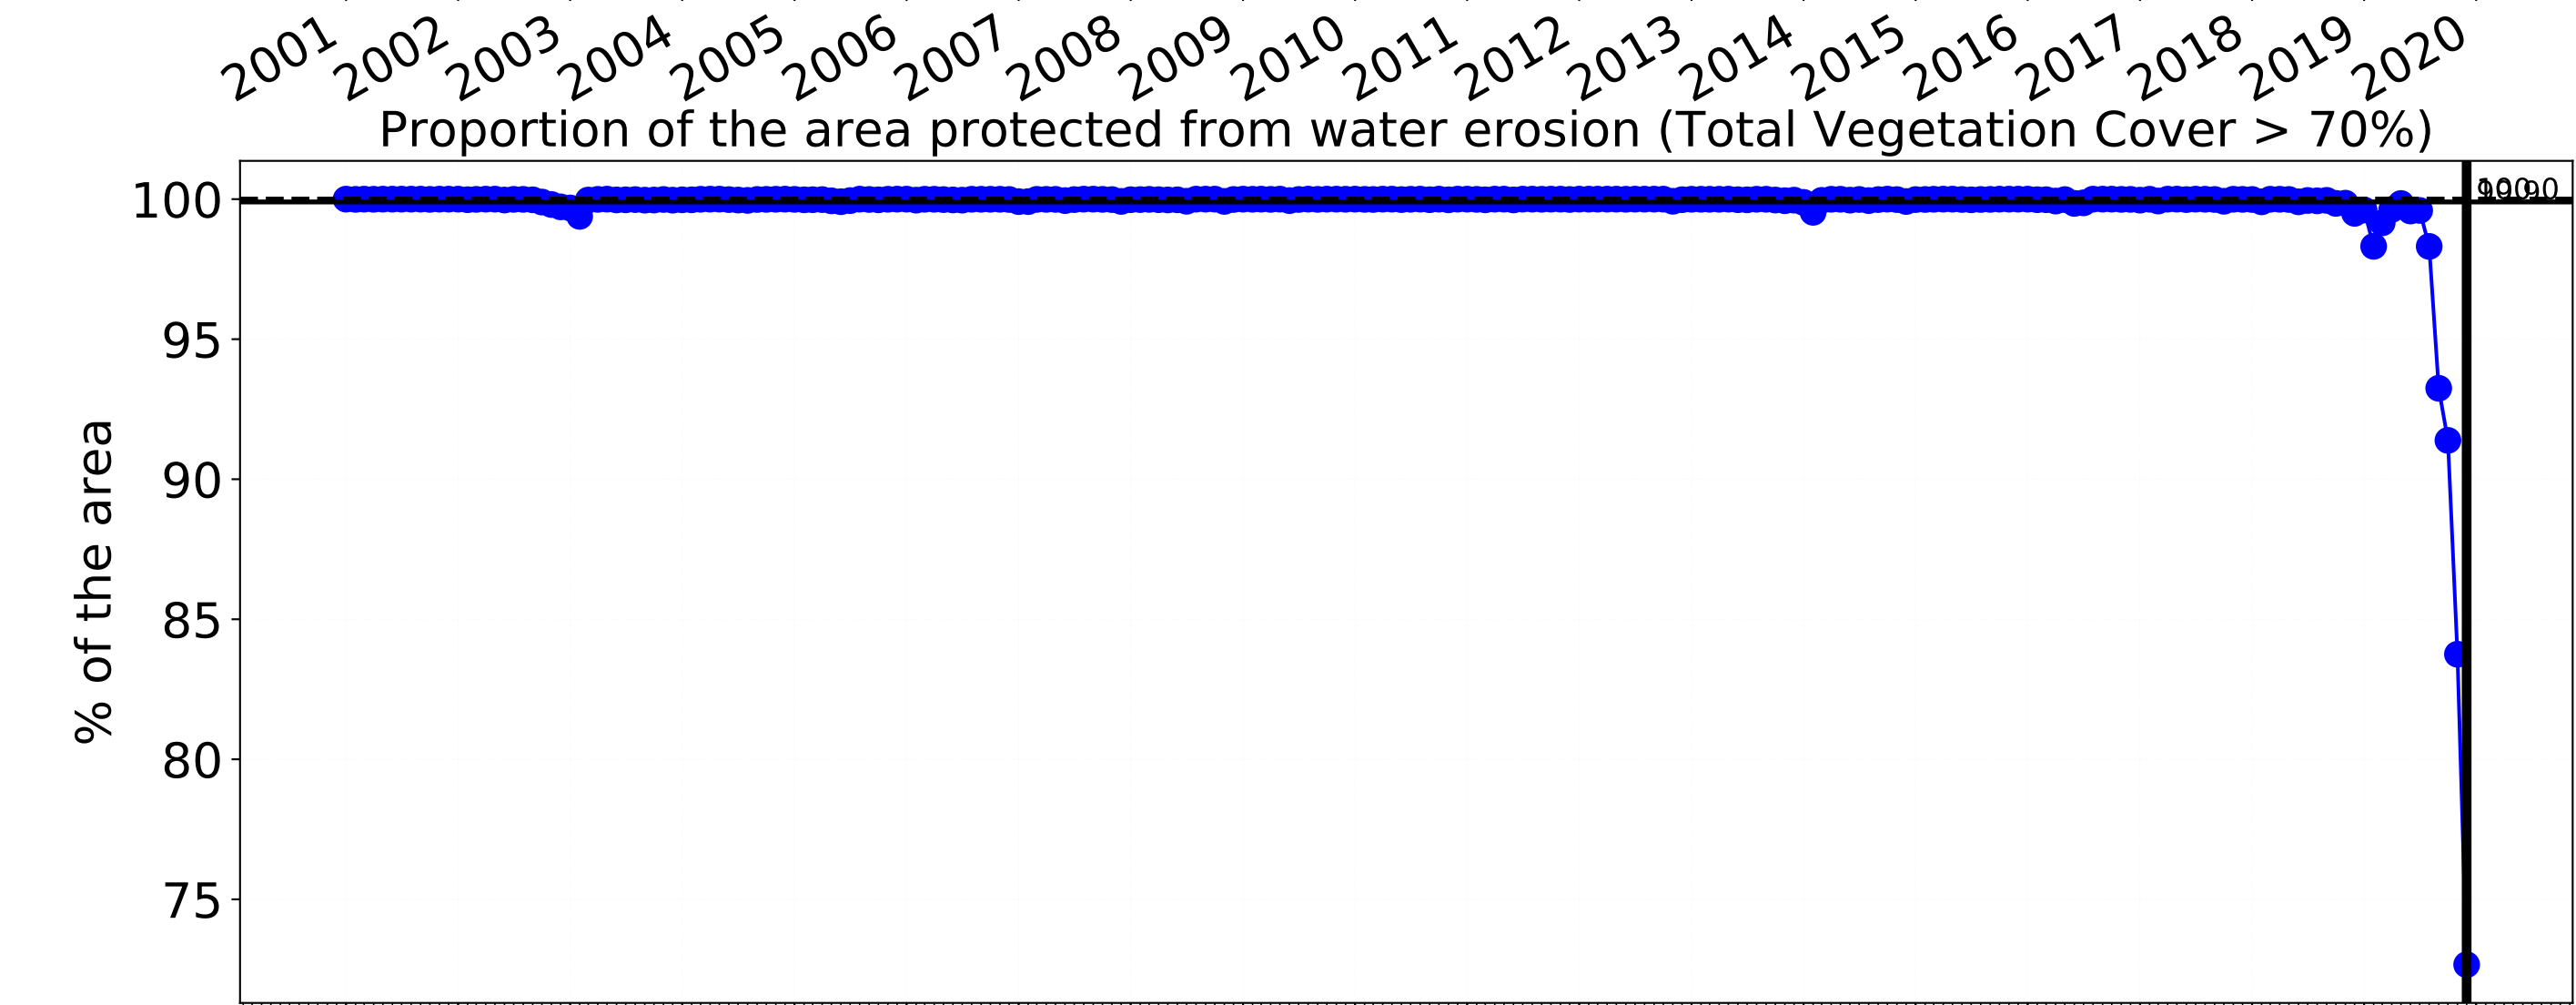 2001 2002 2003 2004 2005 2006 2007 2008 2009 2010 2011 2012 2013 2014 2015 2016 2017 2018 2019 2020
Proportion of the area protected from water erosion (Total Vegetation Cover > 70%)
% of the area
100
95
90
85
80
75